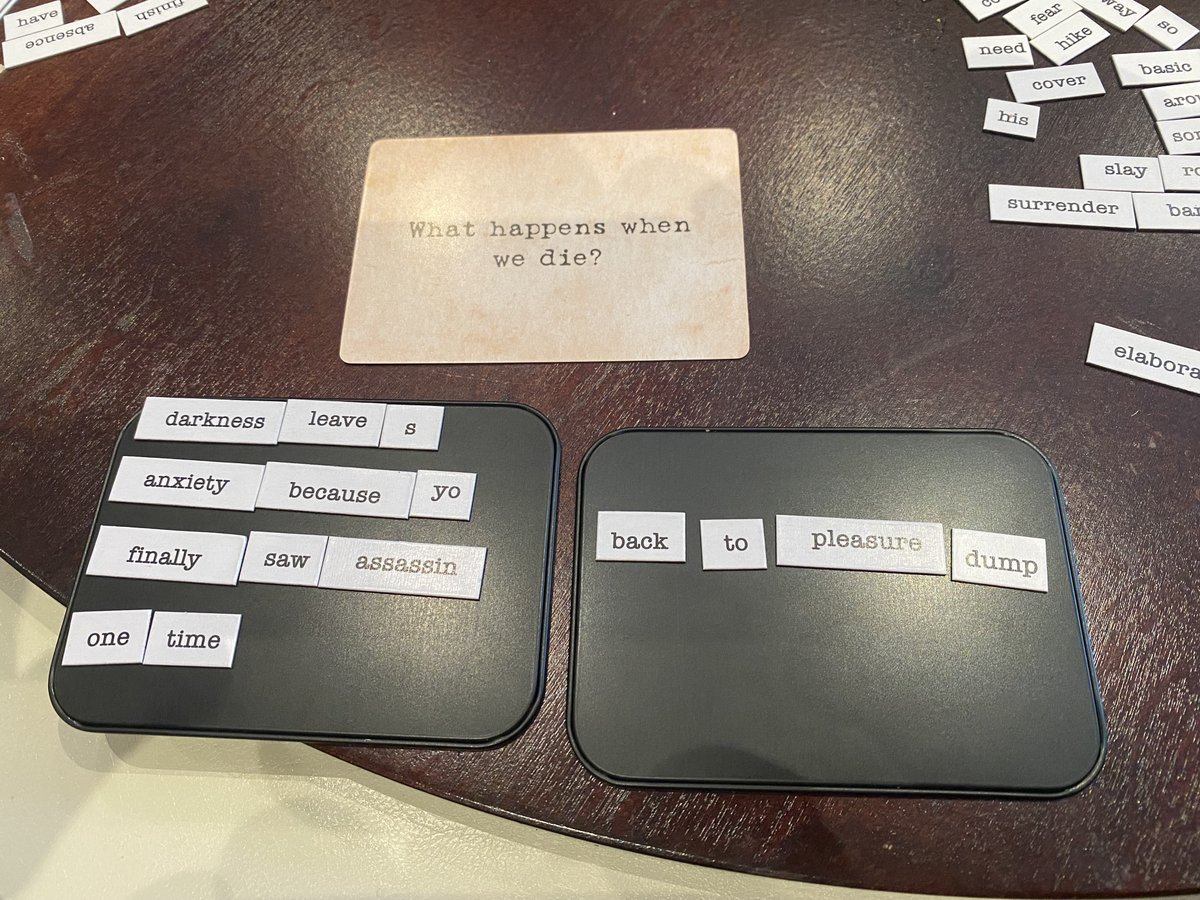 have
absence
finish
fear
way
so
need
hike
cover
basic
his
slay
surrender
What happens when
we die?
darkness leave s
anxiety because yo
finally saw assassin
one time
back to pleasure dump